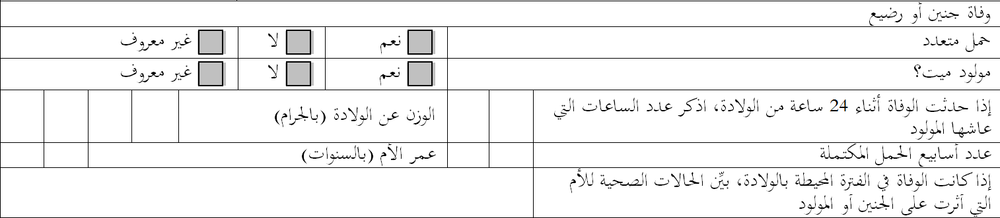 وفاة جنين أو رضيع
حمل متعدد نعم لا غير معروف
مولود ميت؟ نعم لا غير معروف
إذا حدثت الوفاة أثناء 24 ساعة من الولادة، اذكر عدد الساعات التي
عاشها المولود
الوزن عن الولادة (بالجرام)
عدد أسابيع الحمل المكتملة عمر الأم (بالسنوات)
إذا كانت الوفاة في الفترة المحيطة بالولادة، بيِّن الحالات الصحية للأم
التي آثرت على الجنين آو المولود